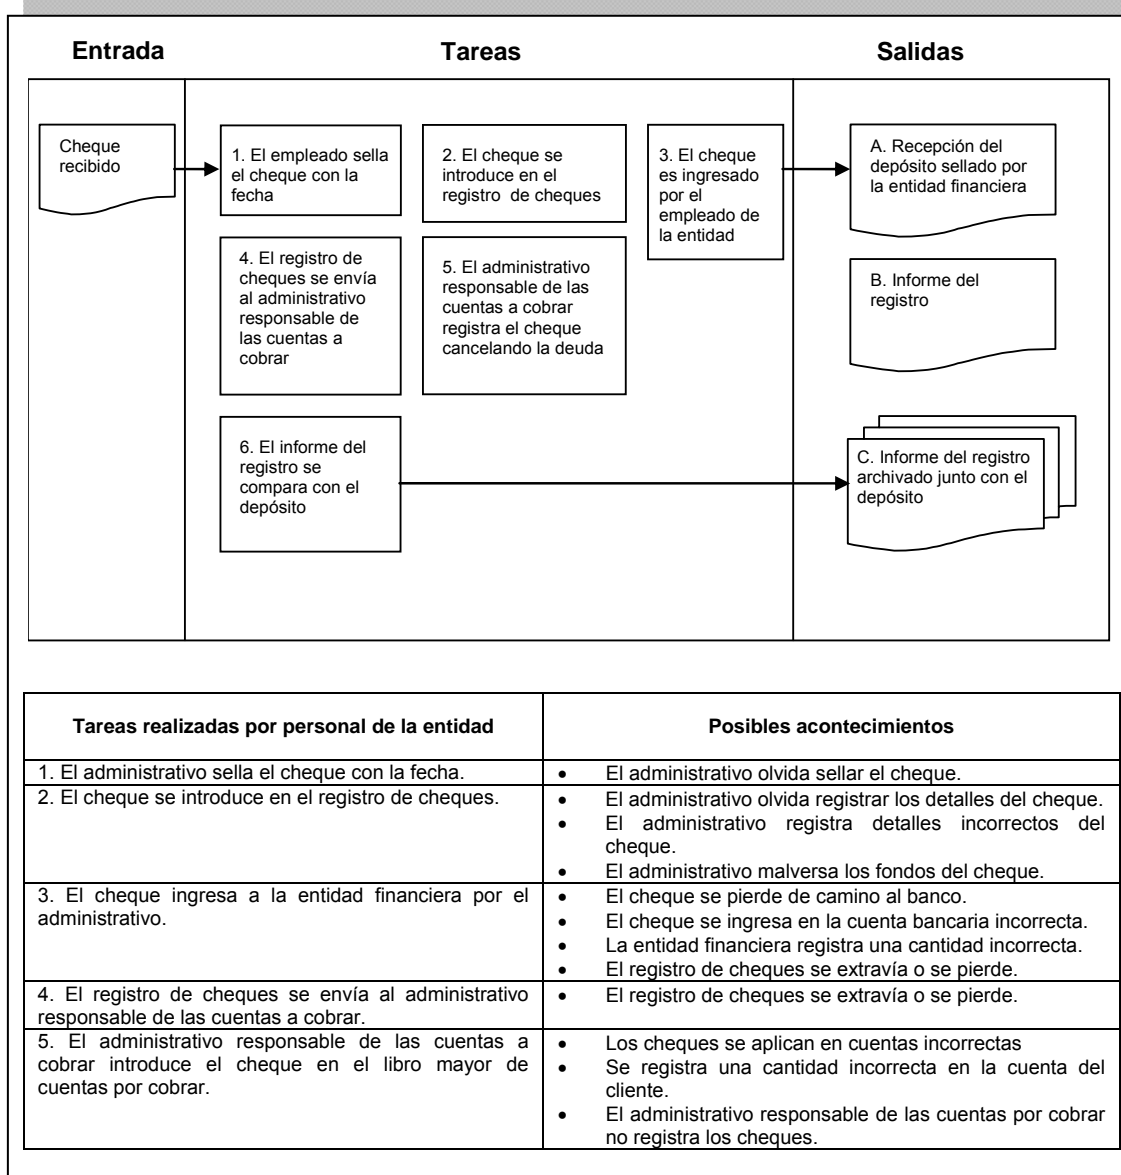 Entrada
Tareas
Salidas
Cheque
recibido
1. El empleado sella
el cheque con la
fecha
2. El cheque se
introduce en el
registro de cheques
3. El cheque
es ingresado
por el
empleado de
la entidad
A. Recepción del
depósito sellado por
la entidad financiera
4. El registro de
cheques se envía
al administrativo
responsable de
las cuentas a
cobrar
5. El administrativo
responsable de las
cuentas a cobrar
registra el cheque
cancelando la deuda
B. Informe del
registro
6. El informe del
registro se
compara con el
depósito
C. Informe del registro
archivado junto con el
depósito
Tareas realizadas por personal de la entidad
Posibles acontecimientos
1. El administrativo sella el cheque con la fecha.
• El administrativo olvida sellar el cheque.
2. El cheque se introduce en el registro de cheques.
• El administrativo olvida registrar los detalles del cheque.
• El administrativo registra detalles incorrectos del
cheque.
• El administrativo malversa los fondos del cheque.
3. El cheque ingresa a la entidad financiera por el
administrativo.
• El cheque se pierde de camino al banco.
• El cheque se ingresa en la cuenta bancaria incorrecta.
• La entidad financiera registra una cantidad incorrecta.
• El registro de cheques se extravía o se pierde.
4. El registro de cheques se envía al administrativo
responsable de las cuentas a cobrar.
• El registro de cheques se extravía o se pierde.
5. El administrativo responsable de las cuentas a
cobrar introduce el cheque en el libro mayor de
cuentas por cobrar.
• Los cheques se aplican en cuentas incorrectas
• Se registra una cantidad incorrecta en la cuenta del
cliente.
• El administrativo responsable de las cuentas por cobrar
no registra los cheques.